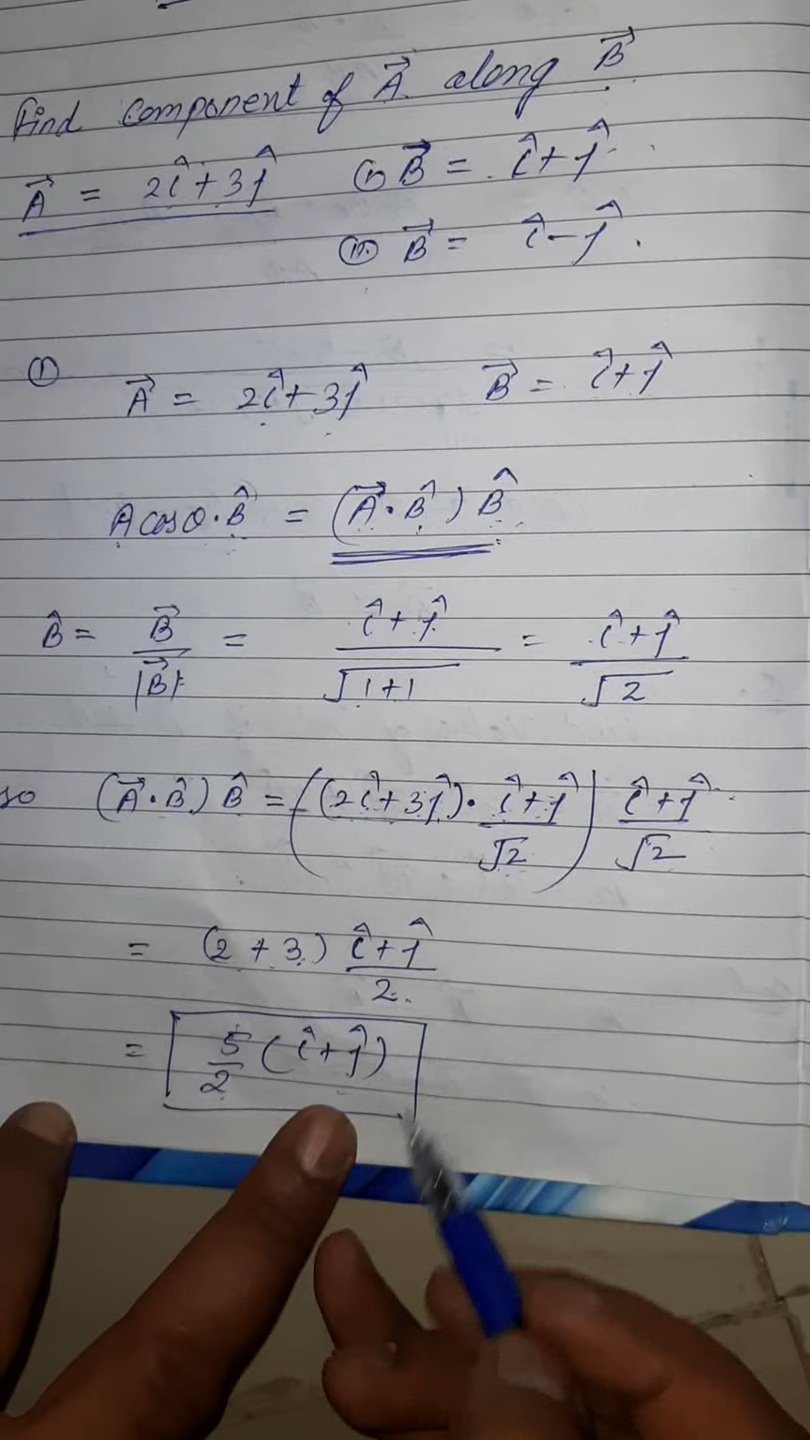 Find component of A⃗ along B⃗
A⃗ = 2î + 3ĵ (i) B⃗ = î + ĵ
(ii) B⃗ = î - ĵ.
(1) A⃗ = 2î + 3ĵ B⃗ = î + ĵ
A cosθ · B̂ = (A⃗ · B̂) B̂
B̂ = B⃗/|B⃗| = (î + ĵ)/√(1+1) = (î + ĵ)/√2
so (A⃗ · B̂) B̂ = ((2î + 3ĵ) · (î + ĵ)/√2) (î + ĵ)/√2
= (2 + 3) (î + ĵ)/2
= 5/2 (î + ĵ)